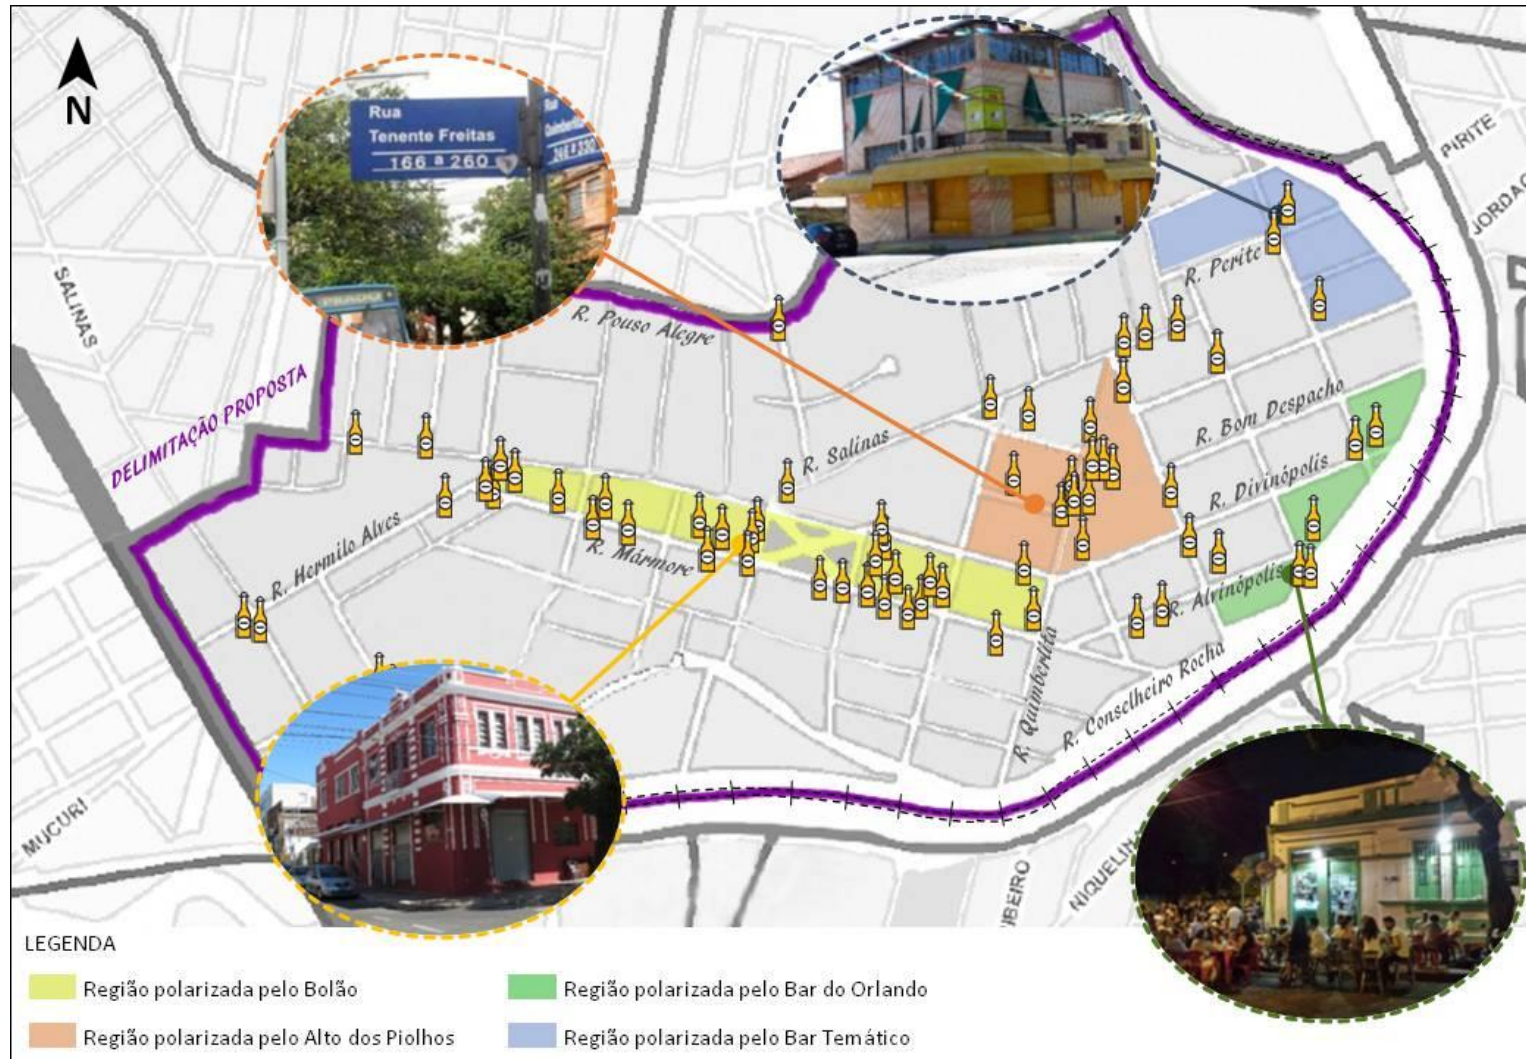 N
Rua
Tenente Freitas
166 a 260
Rua
PRADO
PIRITE
SALINAS
R. Perite
R. Pouso Alegre
DELIMITAÇÃO PROPOSTA
R. Bom Despacho
R. Salinas
R. Divinópolis
R. Hermilo Alves
R. Mármore
R. Alvinópolis
R. Quimberlita
R. Conselheiro Rocha
MUCURI
LEGENDA
Região polarizada pelo Bolão
Região polarizada pelo Bar do Orlando
Região polarizada pelo Alto dos Piolhos
Região polarizada pelo Bar Temático